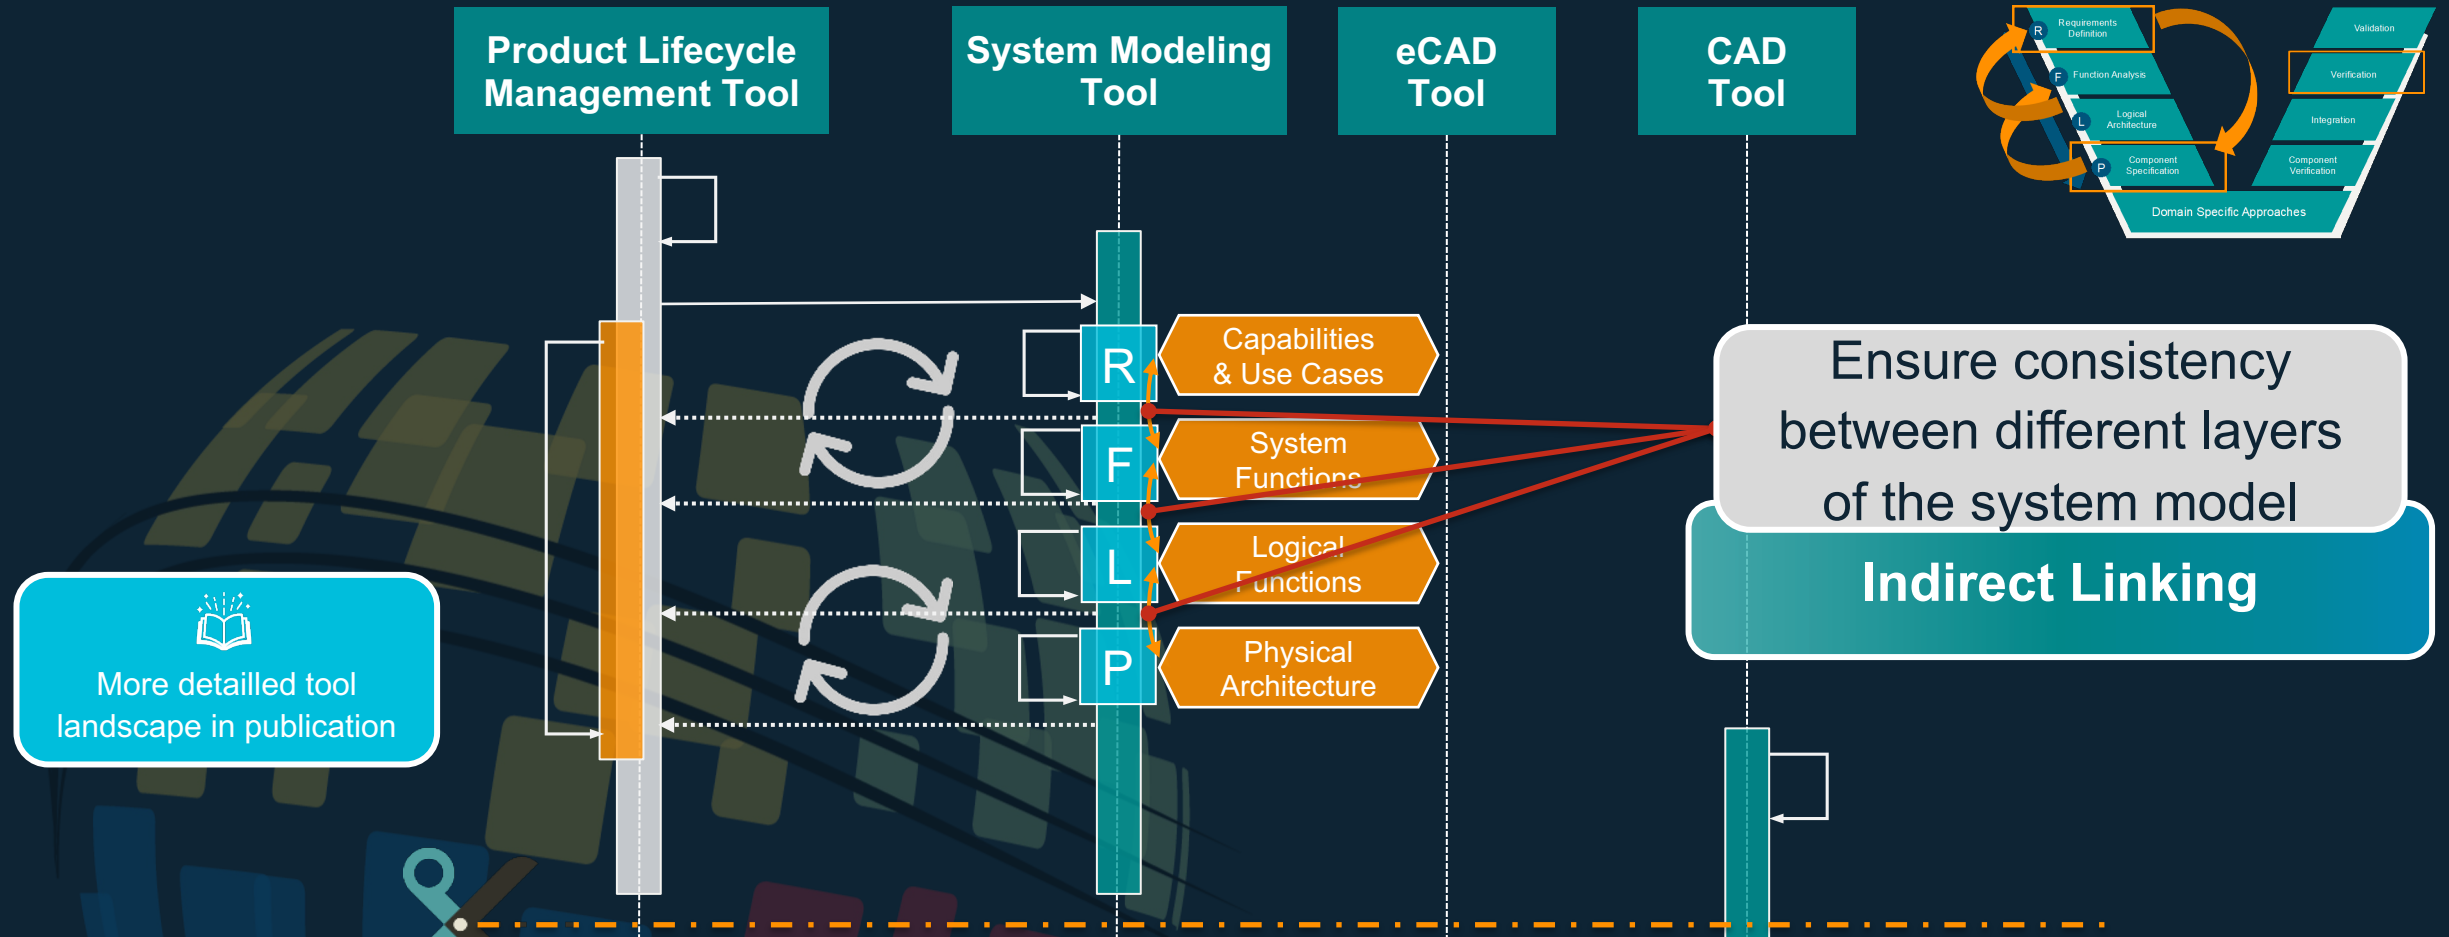 Product Lifecycle
Management Tool
System Modeling
Tool
eCAD
Tool
CAD
Tool
R
Requirements
Definition
F
Function Analysis
L
Logical
Architecture
P
Component
Specification
Domain Specific Approaches
Validation
Verification
Integration
Component
Verification
R
Capabilities
& Use Cases
F
System
Functions
L
Logical
Functions
P
Physical
Architecture
Ensure consistency
between different layers
of the system model
Indirect Linking
More detailled tool
landscape in publication